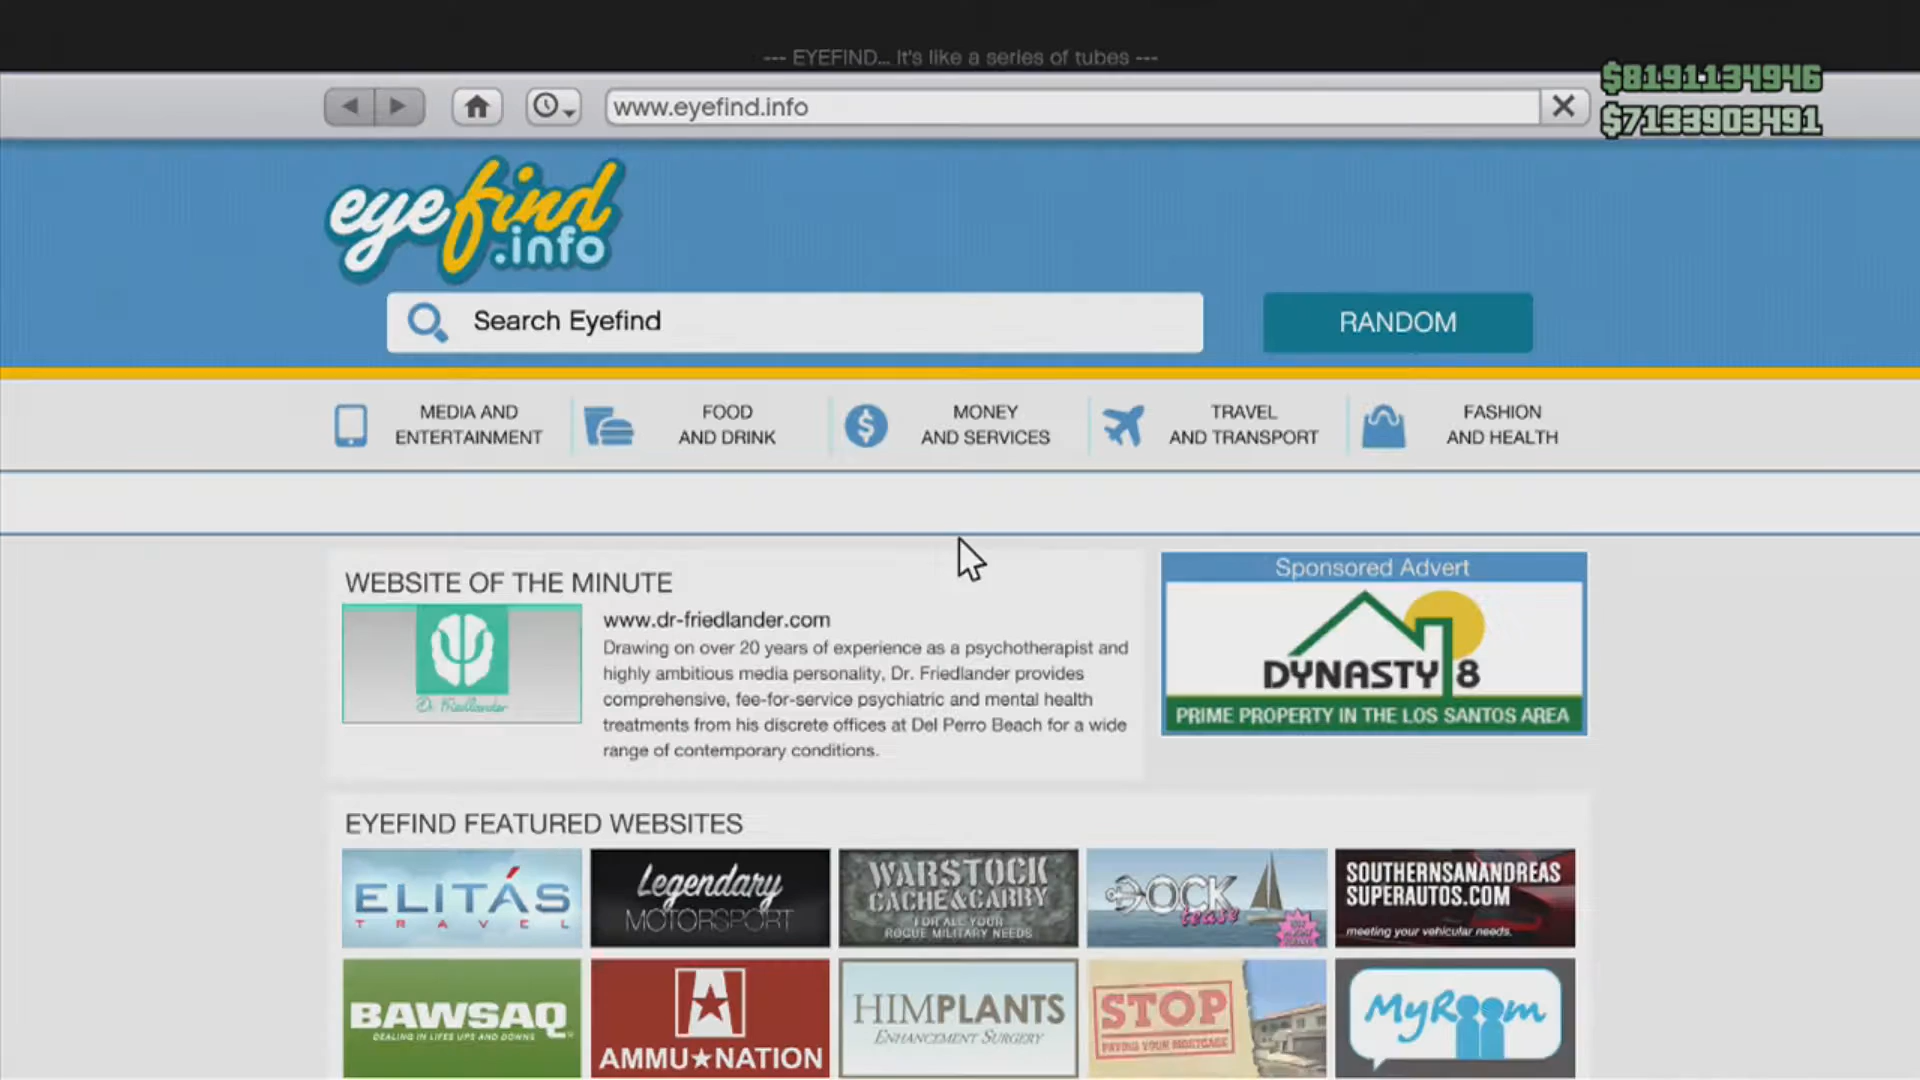 --- EYEFIND... It's like a series of tubes ---
$8191134946
www.eyefind.info
$7133903491
eyefind
.info
Search Eyefind
RANDOM
MEDIA AND
ENTERTAINMENT
FOOD
AND DRINK
MONEY
AND SERVICES
TRAVEL
AND TRANSPORT
FASHION
AND HEALTH
WEBSITE OF THE MINUTE
Dr. Friedlander
www.dr-friedlander.com
Drawing on over 20 years of experience as a psychotherapist and
highly ambitious media personality, Dr. Friedlander provides
comprehensive, fee-for-service psychiatric and mental health
treatments from his discrete offices at Del Perro Beach for a wide
range of contemporary conditions.
Sponsored Advert
DYNASTY 8
PRIME PROPERTY IN THE LOS SANTOS AREA
EYEFIND FEATURED WEBSITES
ELITÁS
TRAVEL
Legendary
MOTORSPORT
WARSTOCK
CACHE&CARRY
FOR ALL YOUR
ROGUE MILITARY NEEDS
DOCK
tease
SOUTHERNSANANDREAS
SUPERAUTOS.COM
meeting your vehicular needs.
BAWSAQ
DEALING IN LIFES UPS AND DOWNS
AMMU★NATION
HIMPLANTS
ENHANCEMENT SURGERY
STOP
PAYING YOUR MORTGAGE
MyRoom